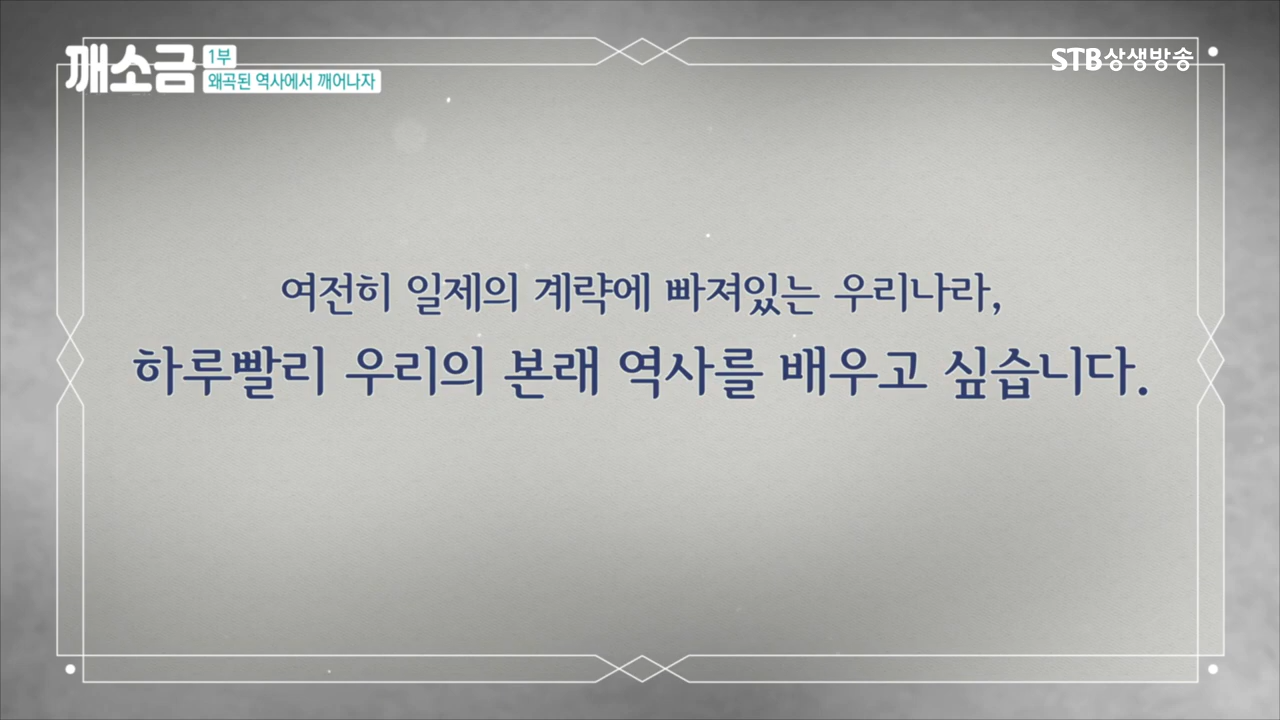 깨소금
1부
왜곡된 역사에서 깨어나자
STB상생방송
여전히 일제의 계략에 빠져있는 우리나라,
하루빨리 우리의 본래 역사를 배우고 싶습니다.